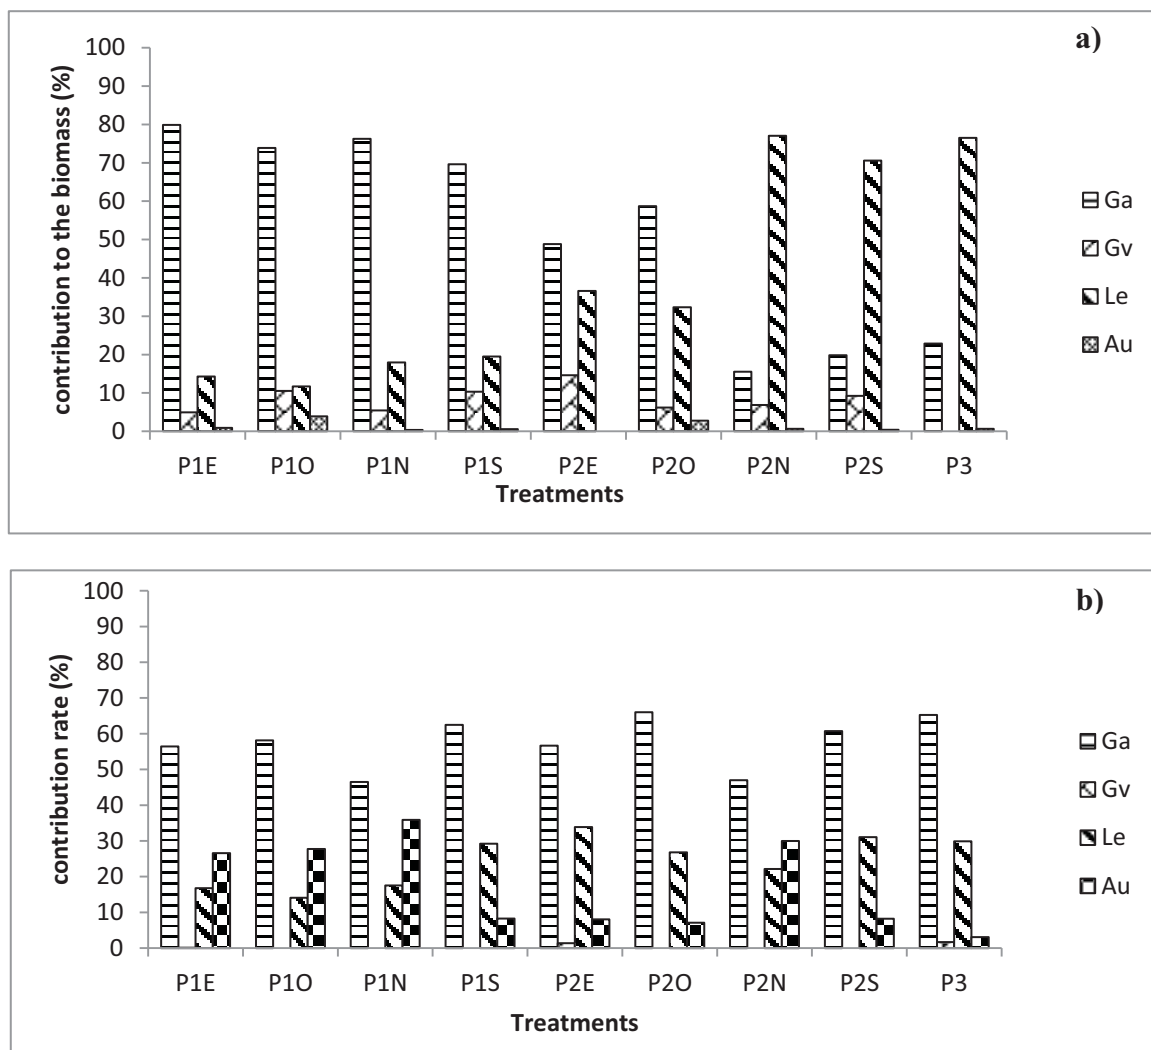 a)
contribution to the biomass (%)
100
90
80
70
60
50
40
30
20
10
0
P1E P1O P1N P1S P2E P2O P2N P2S P3
Treatments
Ga
Gv
Le
Au
b)
contribution rate (%)
100
90
80
70
60
50
40
30
20
10
0
P1E P1O P1N P1S P2E P2O P2N P2S P3
Treatments
Ga
Gv
Le
Au